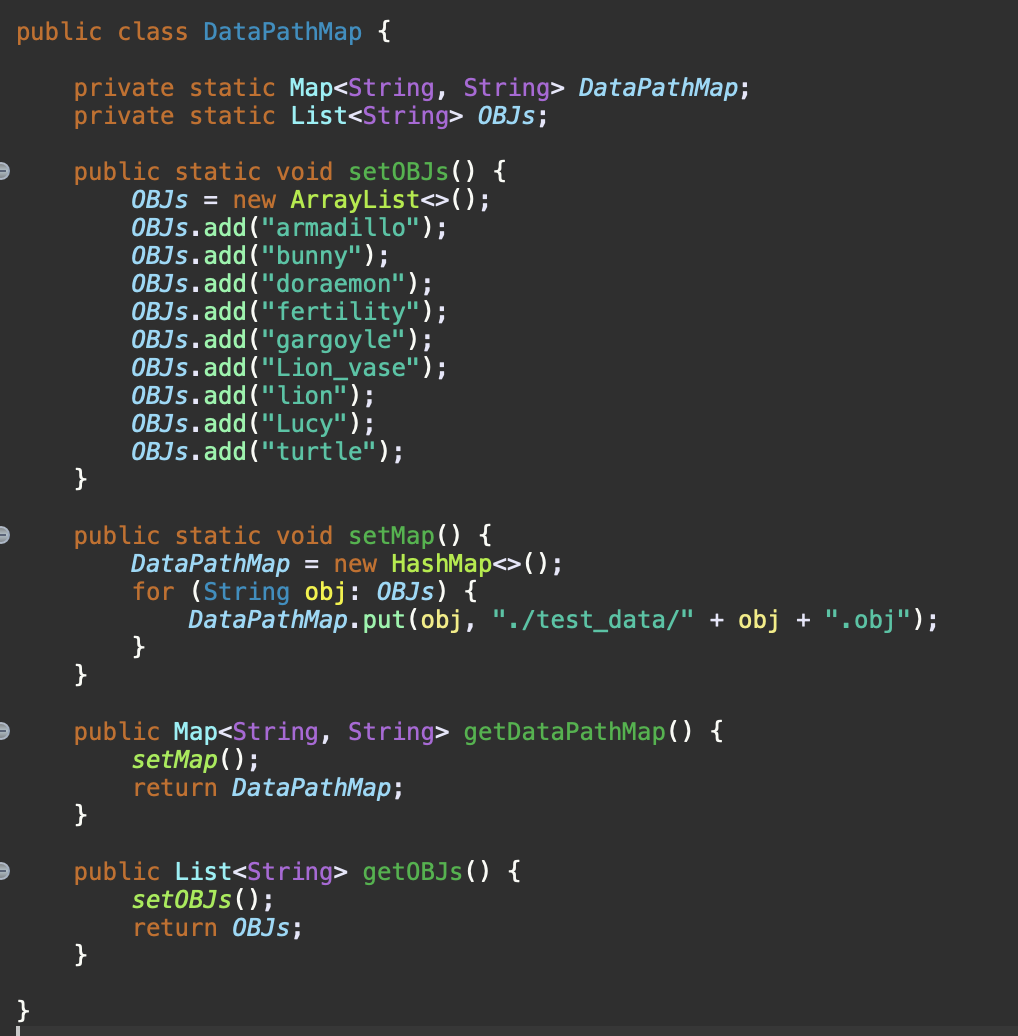 public class DataPathMap {
private static Map<String, String> DataPathMap;
private static List<String> OBJs;
public static void setOBJs() {
OBJs = new ArrayList<>();
OBJs.add("armadillo");
OBJs.add("bunny");
OBJs.add("doraemon");
OBJs.add("fertility");
OBJs.add("gargoyle");
OBJs.add("Lion_vase");
OBJs.add("lion");
OBJs.add("Lucy");
OBJs.add("turtle");
}
public static void setMap() {
DataPathMap = new HashMap<>();
for (String obj: OBJs) {
DataPathMap.put(obj, "./test_data/" + obj + ".obj");
}
}
public Map<String, String> getDataPathMap() {
setMap();
return DataPathMap;
}
public List<String> getOBJs() {
setOBJs();
return OBJs;
}
}